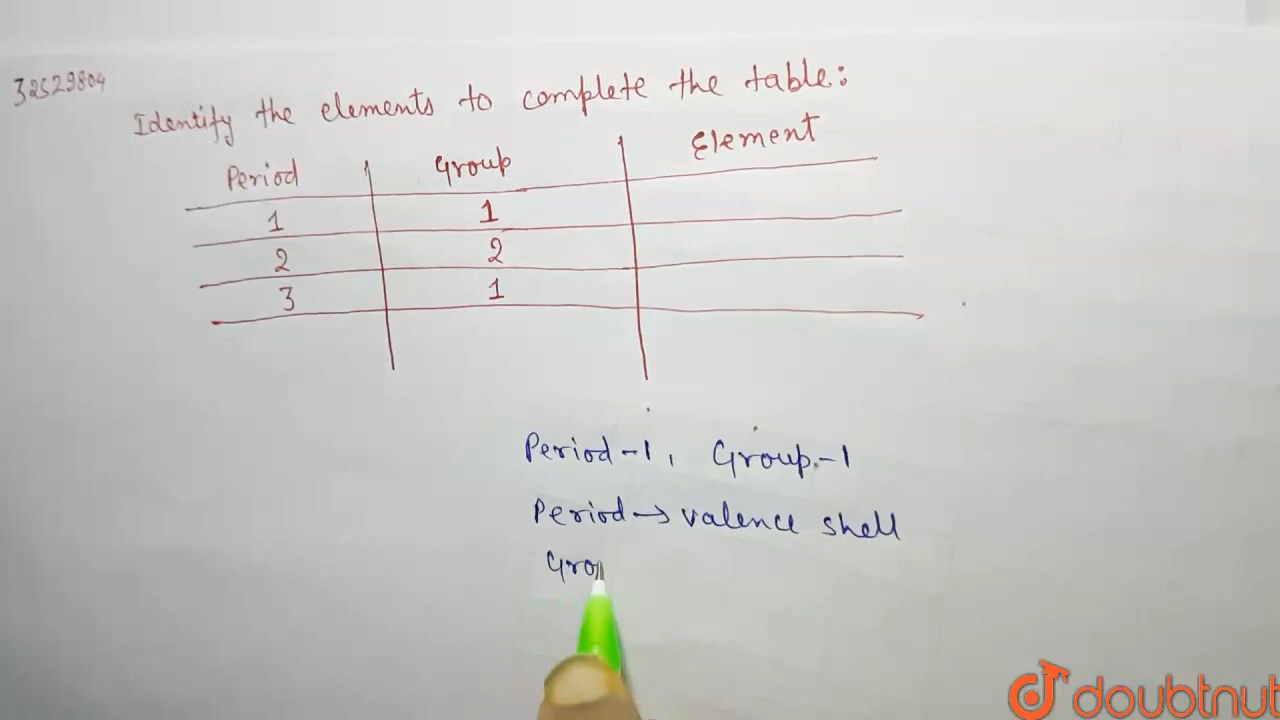 32529804
Identify the elements to complete the table:
Period Group Element
1 1
2 2
3 1
Period-1, Group-1
Period→ valence shell
Gro
doubtnut